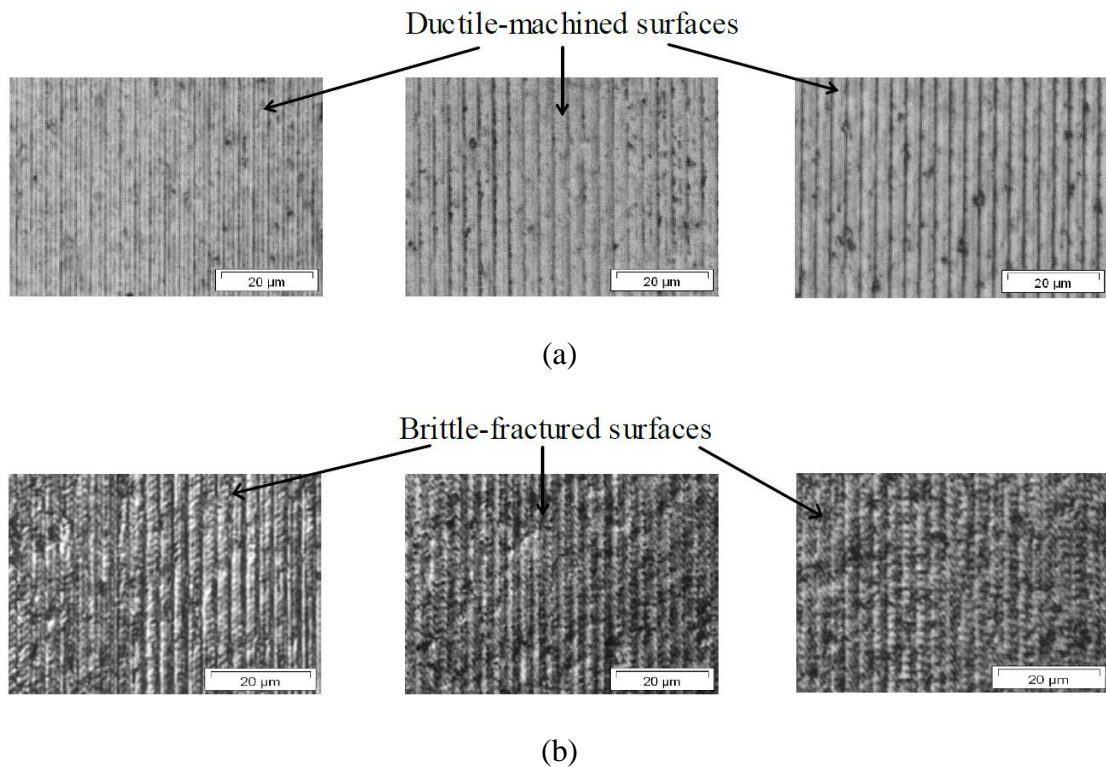 Ductile-machined surfaces
20 µm
20 µm
20 µm
(a)
Brittle-fractured surfaces
20 µm
20 µm
20 µm
(b)